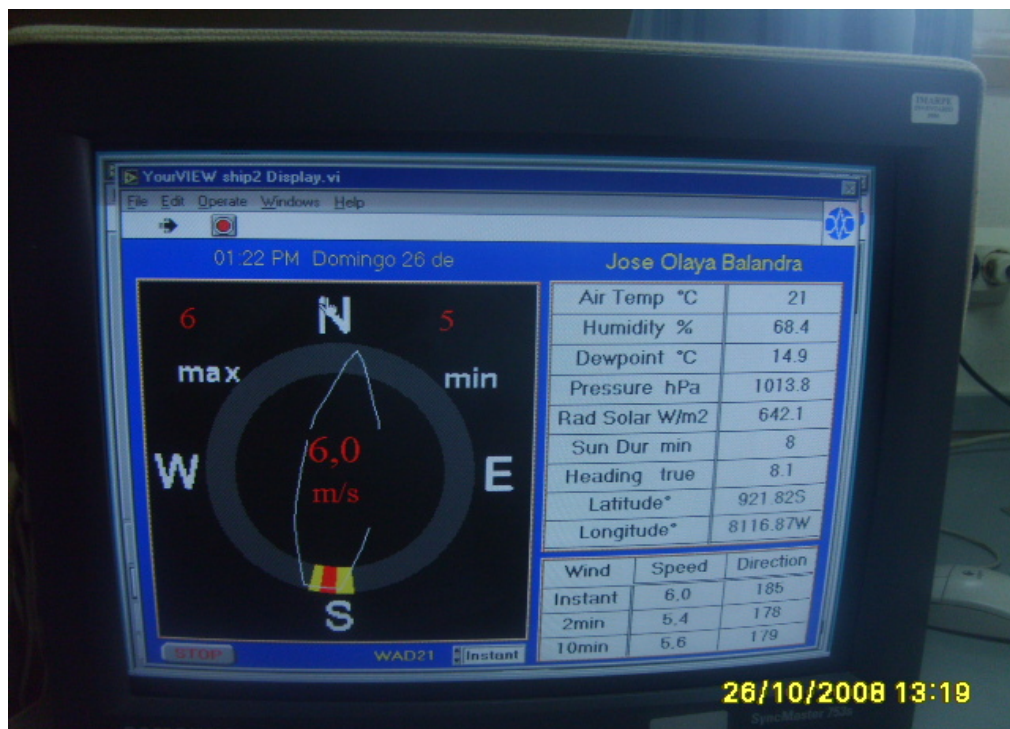 IMARPE
YourVIEW ship2 Display.vi
File Edit Operate Windows Help
01:22 PM Domingo 26 de
Jose Olaya Balandra
6 N 5
max min
W E
6,0
m/s
S
Air Temp °C 21
Humidity % 68.4
Dewpoint °C 14.9
Pressure hPa 1013.8
Rad Solar W/m2 642.1
Sun Dur min 8
Heading true 8.1
Latitude° 921.82S
Longitude° 8116.87W
Wind Speed Direction
Instant 6,0 185
2min 5,4 178
10min 5,6 179
STOP WAD21 Instant
26/10/2008 13:19
SyncMaster